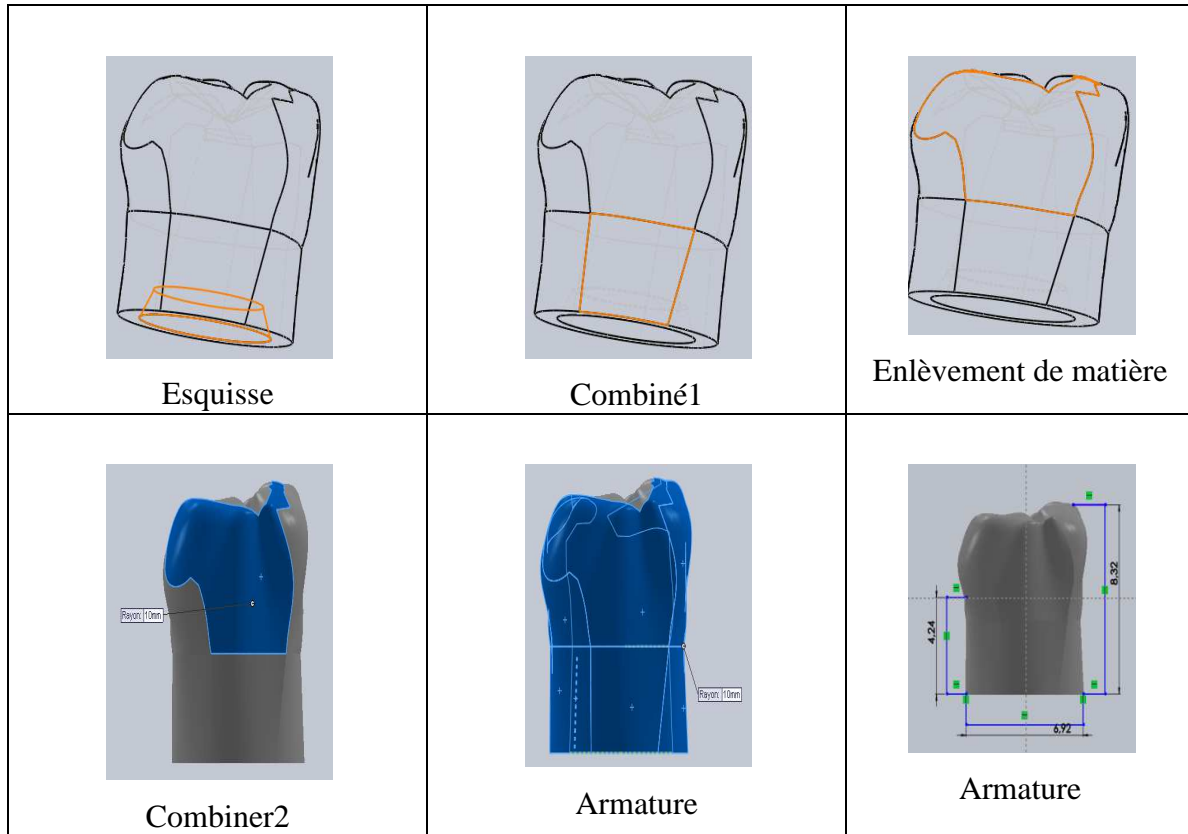 Esquisse
Combiné1
Enlèvement de matière
Rayon: 10mm
Combiner2
Rayon: 10mm
Armature
4,24
8,32
6,92
Armature